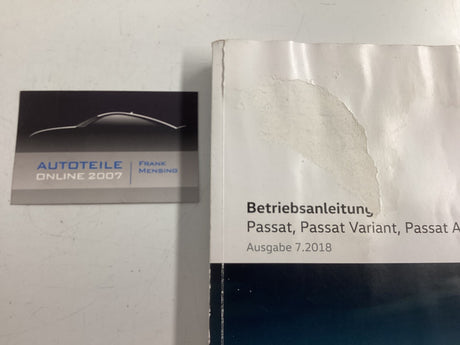 AUTOTEILE
ONLINE 2007
FRANK
MENSING
Betriebsanleitung
Passat, Passat Variant, Passat A
Ausgabe 7.2018